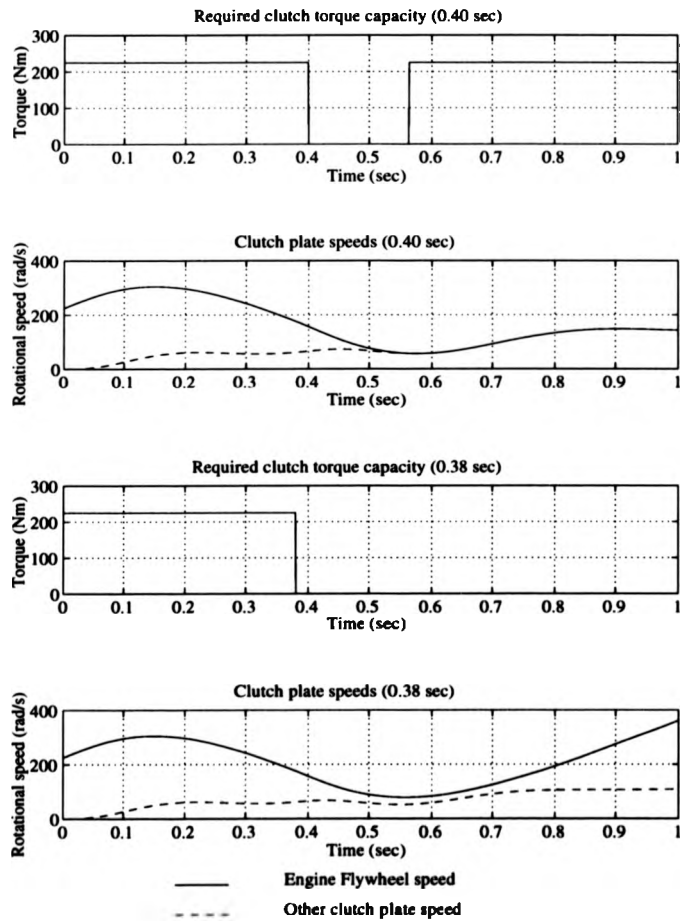 Required clutch torque capacity (0.40 sec)
Torque (Nm)
300
200
100
0
0 0.1 0.2 0.3 0.4 0.5 0.6 0.7 0.8 0.9 1
Time (sec)
Clutch plate speeds (0.40 sec)
Rotational speed (rad/s)
400
200
0
0 0.1 0.2 0.3 0.4 0.5 0.6 0.7 0.8 0.9 1
Time (sec)
Required clutch torque capacity (0.38 sec)
Torque (Nm)
300
200
100
0
0 0.1 0.2 0.3 0.4 0.5 0.6 0.7 0.8 0.9 1
Time (sec)
Clutch plate speeds (0.38 sec)
Rotational speed (rad/s)
400
200
0
0 0.1 0.2 0.3 0.4 0.5 0.6 0.7 0.8 0.9 1
Time (sec)
Engine Flywheel speed
Other clutch plate speed